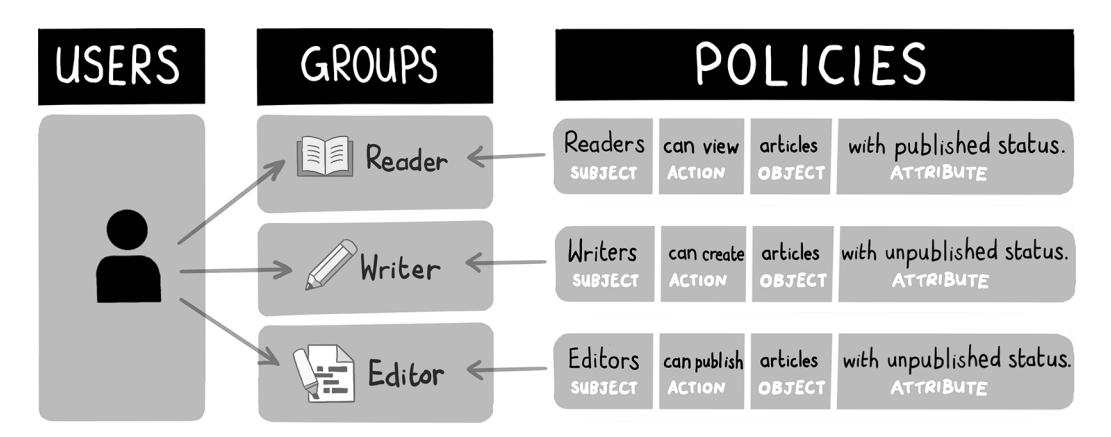 USERS
GROUPS
POLICIES
Reader
Readers can view articles with published status.
SUBJECT ACTION OBJECT ATTRIBUTE
Writer
Writers can create articles with unpublished status.
SUBJECT ACTION OBJECT ATTRIBUTE
Editor
Editors can publish articles with unpublished status.
SUBJECT ACTION OBJECT ATTRIBUTE